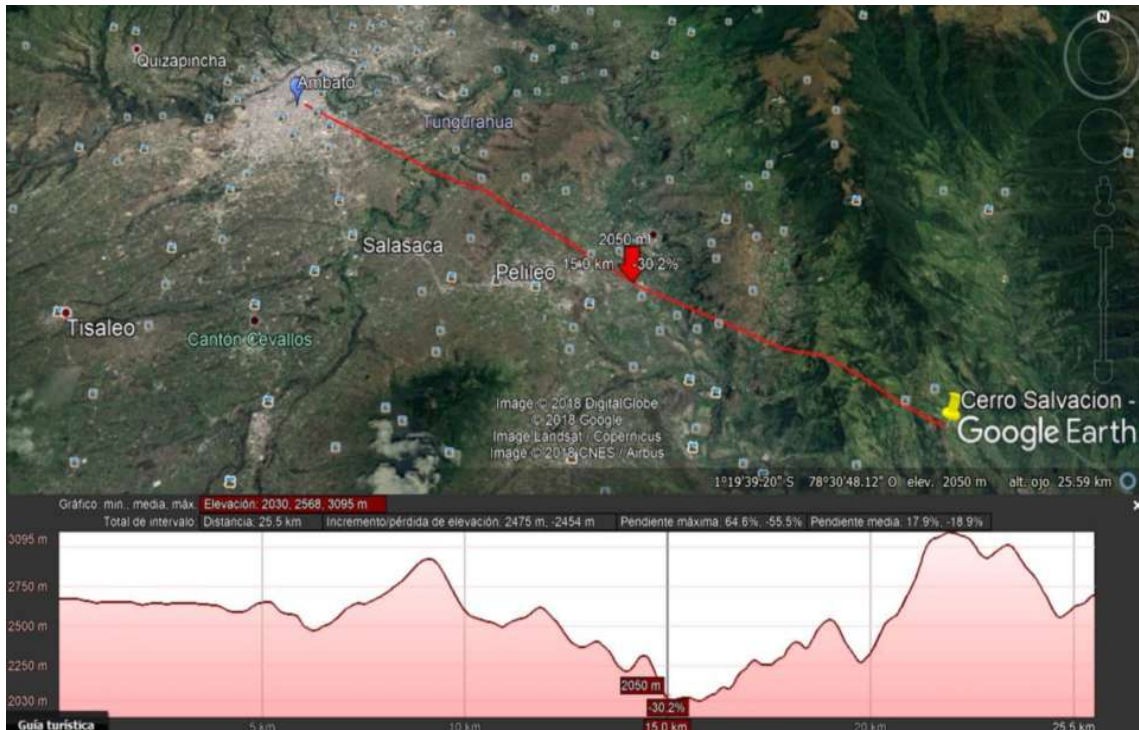 Quizapincha
Ambato
Tungurahua
2050 m
Salasaca
15.0 km -30.2%
Pelileo
Tisaleo
Cantón Cevallos
N
Image © 2018 DigitalGlobe
© 2018 Google
Image Landsat / Copernicus
Image © 2018 CNES / Airbus
Cerro Salvacion -
Google Earth
1°19'39.20" S 78°30'48.12" O elev. 2050 m alt. ojo 25.59 km
Gráfico: min., media, máx. Elevación: 2030, 2568, 3095 m
Total de intervalo Distancia: 25.5 km Incremento/pérdida de elevación: 2475 m, -2454 m Pendiente máxima: 64.6%, -55.5% Pendiente media: 17.9%, -18.9%
3095 m
2750 m
2500 m
2250 m
2030 m
2050 m
-30.2%
Guía turística
5 km
10 km
15.0 km
20 km
25.5 km